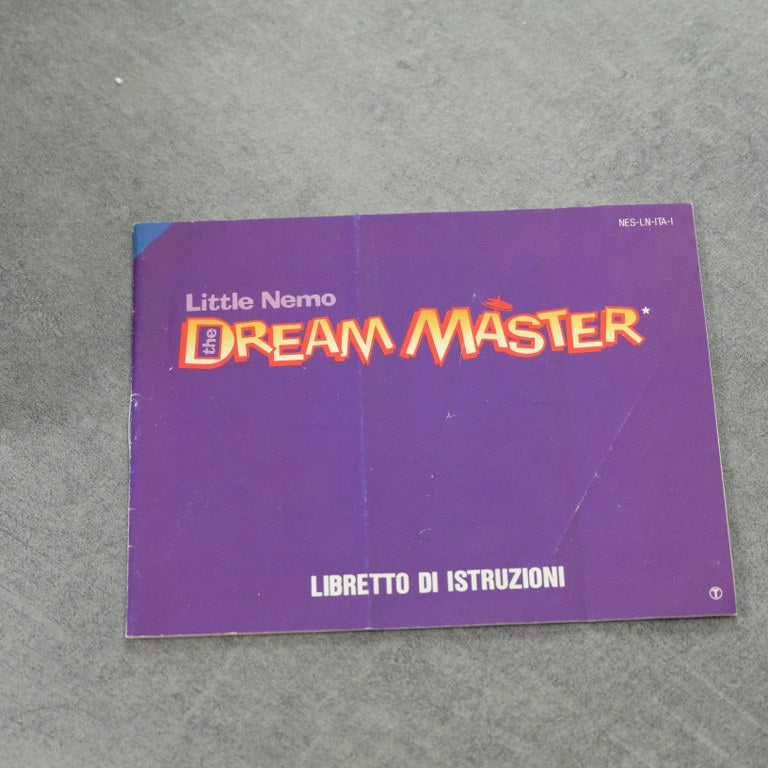 NES-LN-ITA-I
Little Nemo
the DREAM MASTER*
LIBRETTO DI ISTRUZIONI
T